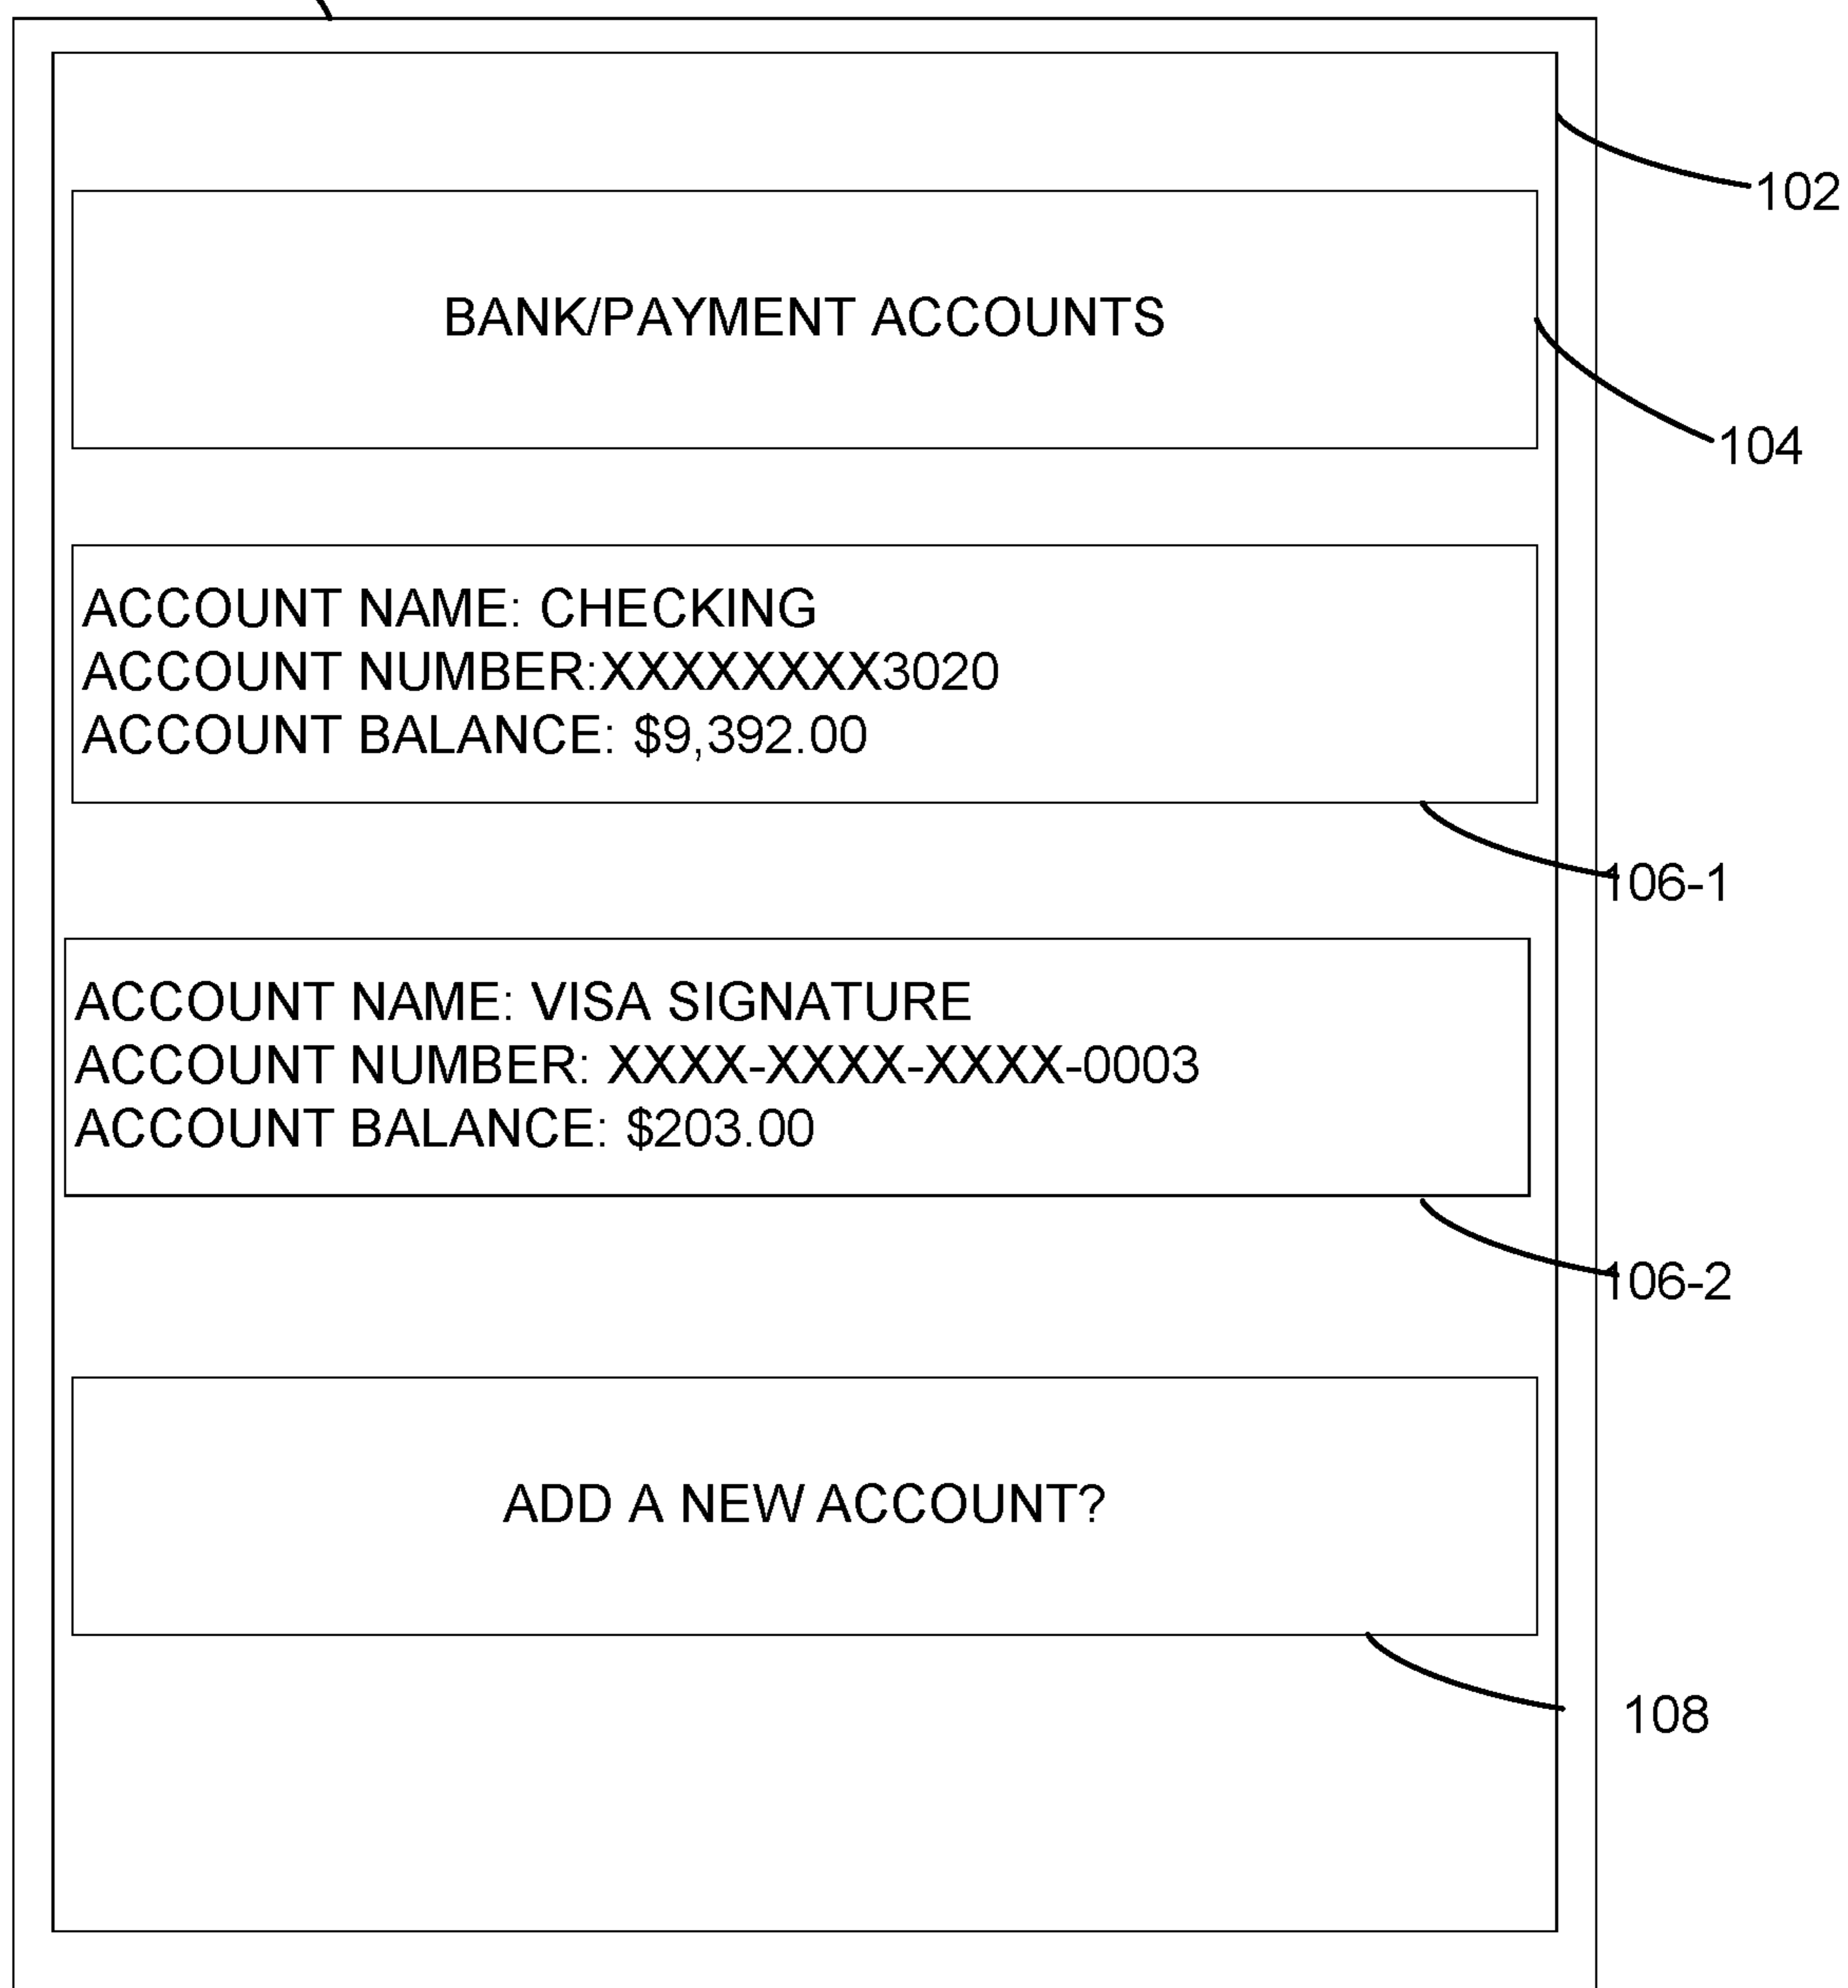 102
BANK/PAYMENT ACCOUNTS
104
ACCOUNT NAME: CHECKING
ACCOUNT NUMBER:XXXXXXXX3020
ACCOUNT BALANCE: $9,392.00
106-1
ACCOUNT NAME: VISA SIGNATURE
ACCOUNT NUMBER: XXXX-XXXX-XXXX-0003
ACCOUNT BALANCE: $203.00
106-2
ADD A NEW ACCOUNT?
108